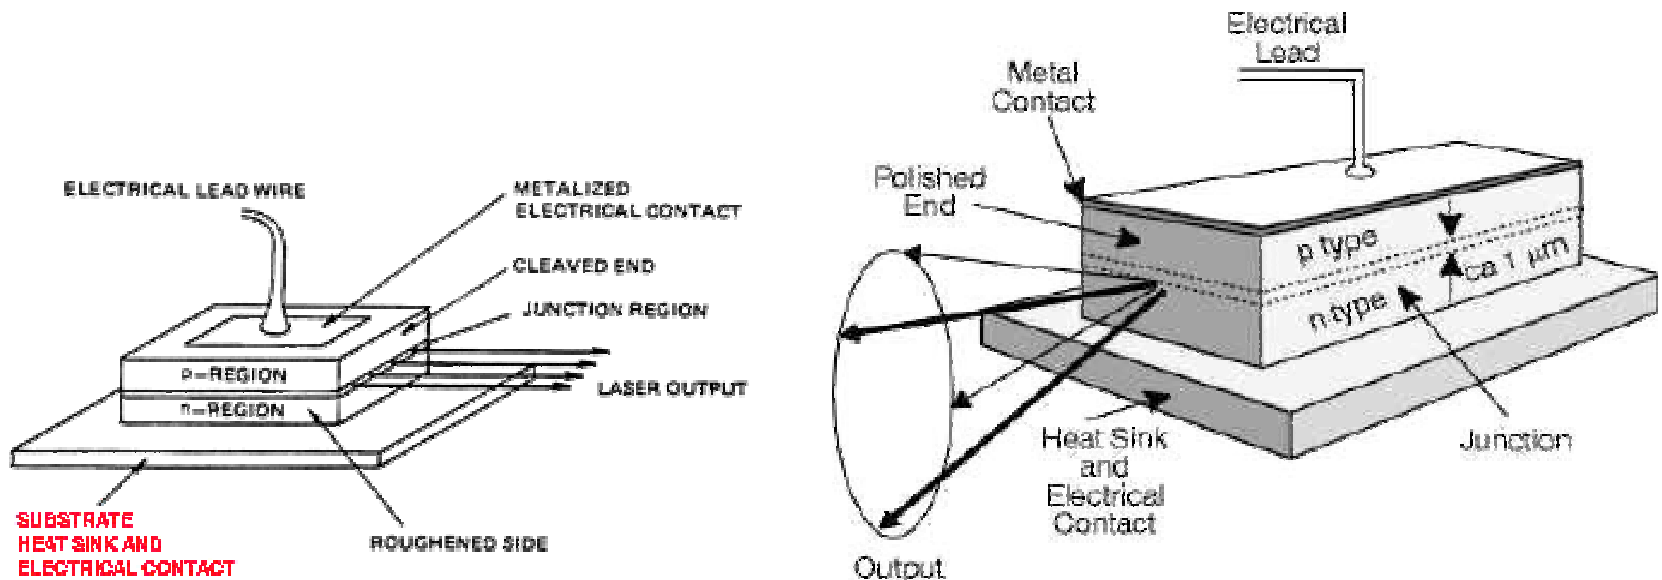 ELECTRICAL LEAD WIRE
METALIZED
ELECTRICAL CONTACT
CLEAVED END
JUNCTION REGION
p-REGION
n-REGION
LASER OUTPUT
SUBSTRATE
HEAT SINK AND
ELECTRICAL CONTACT
ROUGHENED SIDE
Electrical
Lead
Metal
Contact
Polished
End
p type
ca 1 µm
n-type
Heat Sink
and
Electrical
Contact
Junction
Output